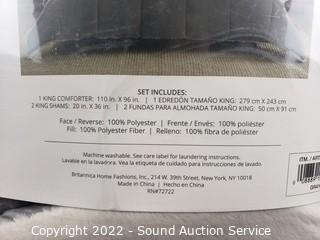 SET INCLUDES:
1 KING COMFORTER: 110 in. X 96 in. | 1 EDREDÓN TAMAÑO KING: 279 cm X 243 cm
2 KING SHAMS: 20 in. X 36 in. | 2 FUNDAS PARA ALMOHADA TAMAÑO KING: 50 cm X 91 cm
Face / Reverse: 100% Polyester | Frente / Envés: 100% poliéster
Fill: 100% Polyester Fiber | Relleno: 100% fibra de poliéster
Machine washable. See care label for laundering instructions.
Lavable en la lavadora. Vea la etiqueta de cuidado para instrucciones de lavado.
Britannica Home Fashions, Inc., 214 W. 39th Street, New York, NY 10018
Made in China | Hecho en China
RN#72722
ITM. / ART
GRAY
Copyright 2022 - Sound Auction Service